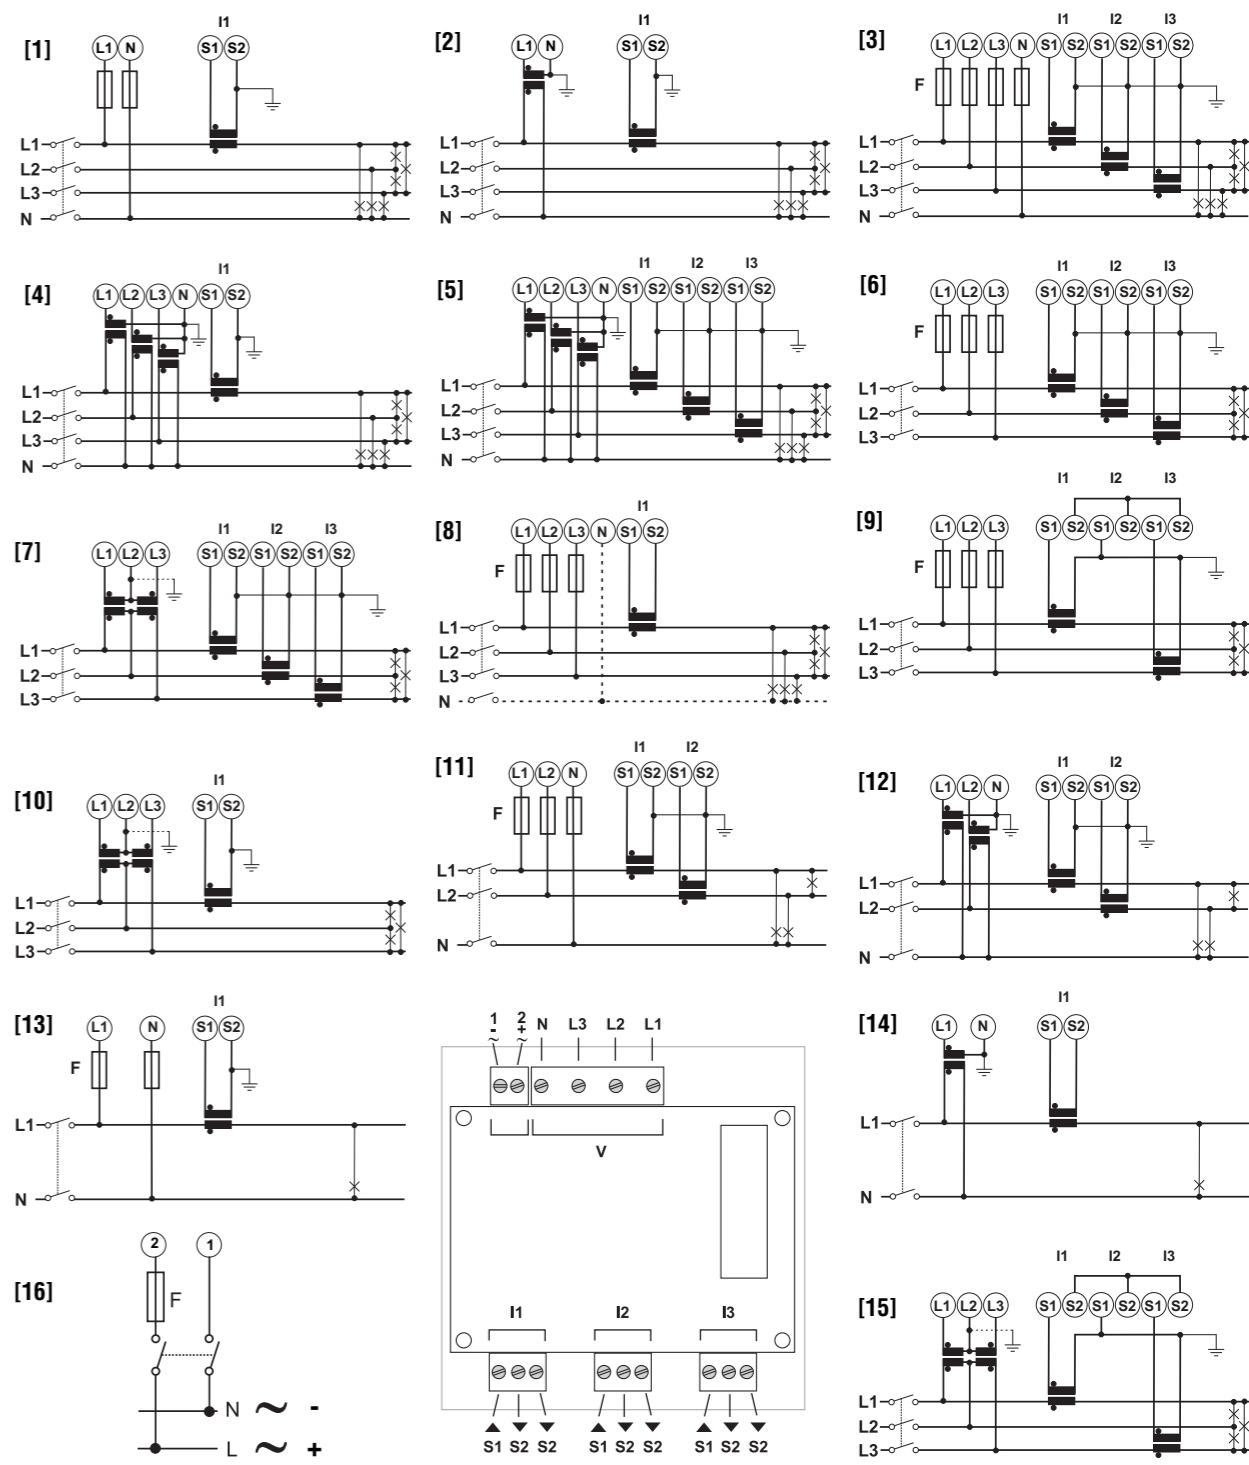 [1]
I1
L1 N S1 S2
L1
L2
L3
N
[2]
I1
L1 N S1 S2
L1
L2
L3
N
[3]
I1 I2 I3
L1 L2 L3 N S1 S2 S1 S2 S1 S2
F
L1
L2
L3
N
[4]
I1
L1 L2 L3 N S1 S2
L1
L2
L3
N
[5]
I1 I2 I3
L1 L2 L3 N S1 S2 S1 S2 S1 S2
L1
L2
L3
N
[6]
I1 I2 I3
L1 L2 L3 S1 S2 S1 S2 S1 S2
F
L1
L2
L3
[7]
I1 I2 I3
L1 L2 L3 S1 S2 S1 S2 S1 S2
L1
L2
L3
[8]
I1
L1 L2 L3 N S1 S2
F
L1
L2
L3
N
[9]
I1 I2 I3
L1 L2 L3 S1 S2 S1 S2 S1 S2
F
L1
L2
L3
[10]
I1
L1 L2 L3 S1 S2
L1
L2
L3
[11]
I1 I2
L1 L2 N S1 S2 S1 S2
F
L1
L2
N
[12]
I1 I2
L1 L2 N S1 S2 S1 S2
L1
L2
N
[13]
I1
L1 N S1 S2
F
L1
N
1 2 N L3 L2 L1
- +
~ ~
V
I1 I2 I3
S1 S2 S2 S1 S2 S2 S1 S2 S2
[14]
I1
L1 N S1 S2
L1
N
[15]
I1 I2 I3
L1 L2 L3 S1 S2 S1 S2 S1 S2
L1
L2
L3
[16]
2 1
F
N ~ -
L ~ +